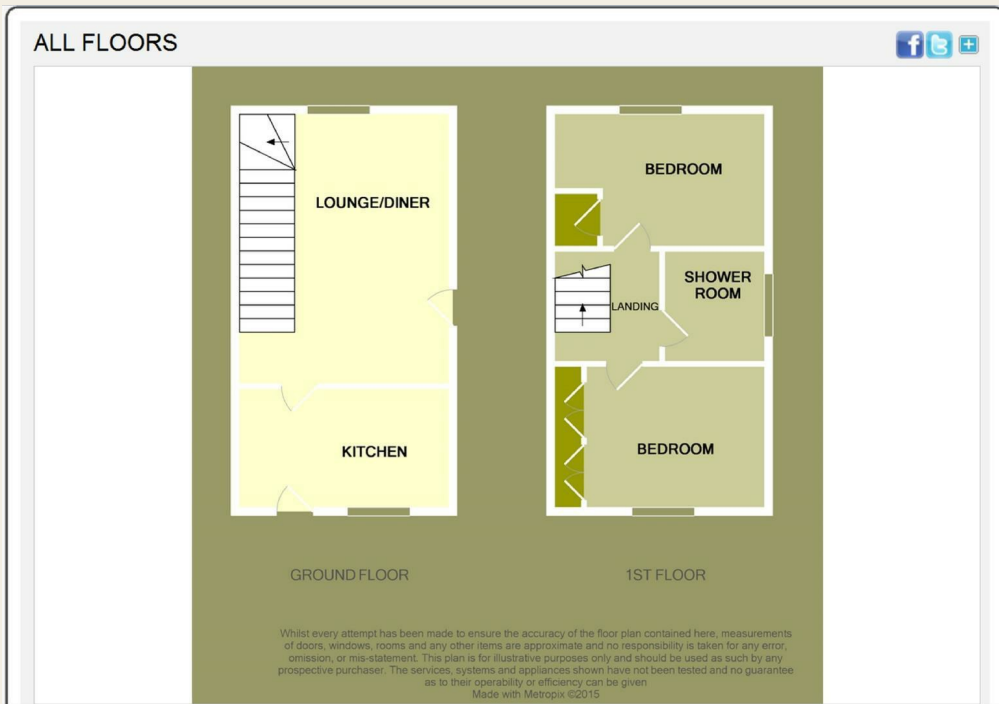 ALL FLOORS
f
t
LOUNGE/DINER
KITCHEN
BEDROOM
SHOWER
ROOM
LANDING
BEDROOM
GROUND FLOOR
1ST FLOOR
Whilst every attempt has been made to ensure the accuracy of the floor plan contained here, measurements
of doors, windows, rooms and any other items are approximate and no responsibility is taken for any error,
omission, or mis-statement. This plan is for illustrative purposes only and should be used as such by any
prospective purchaser. The services, systems and appliances shown have not been tested and no guarantee
as to their operability or efficiency can be given
Made with Metropix ©2015